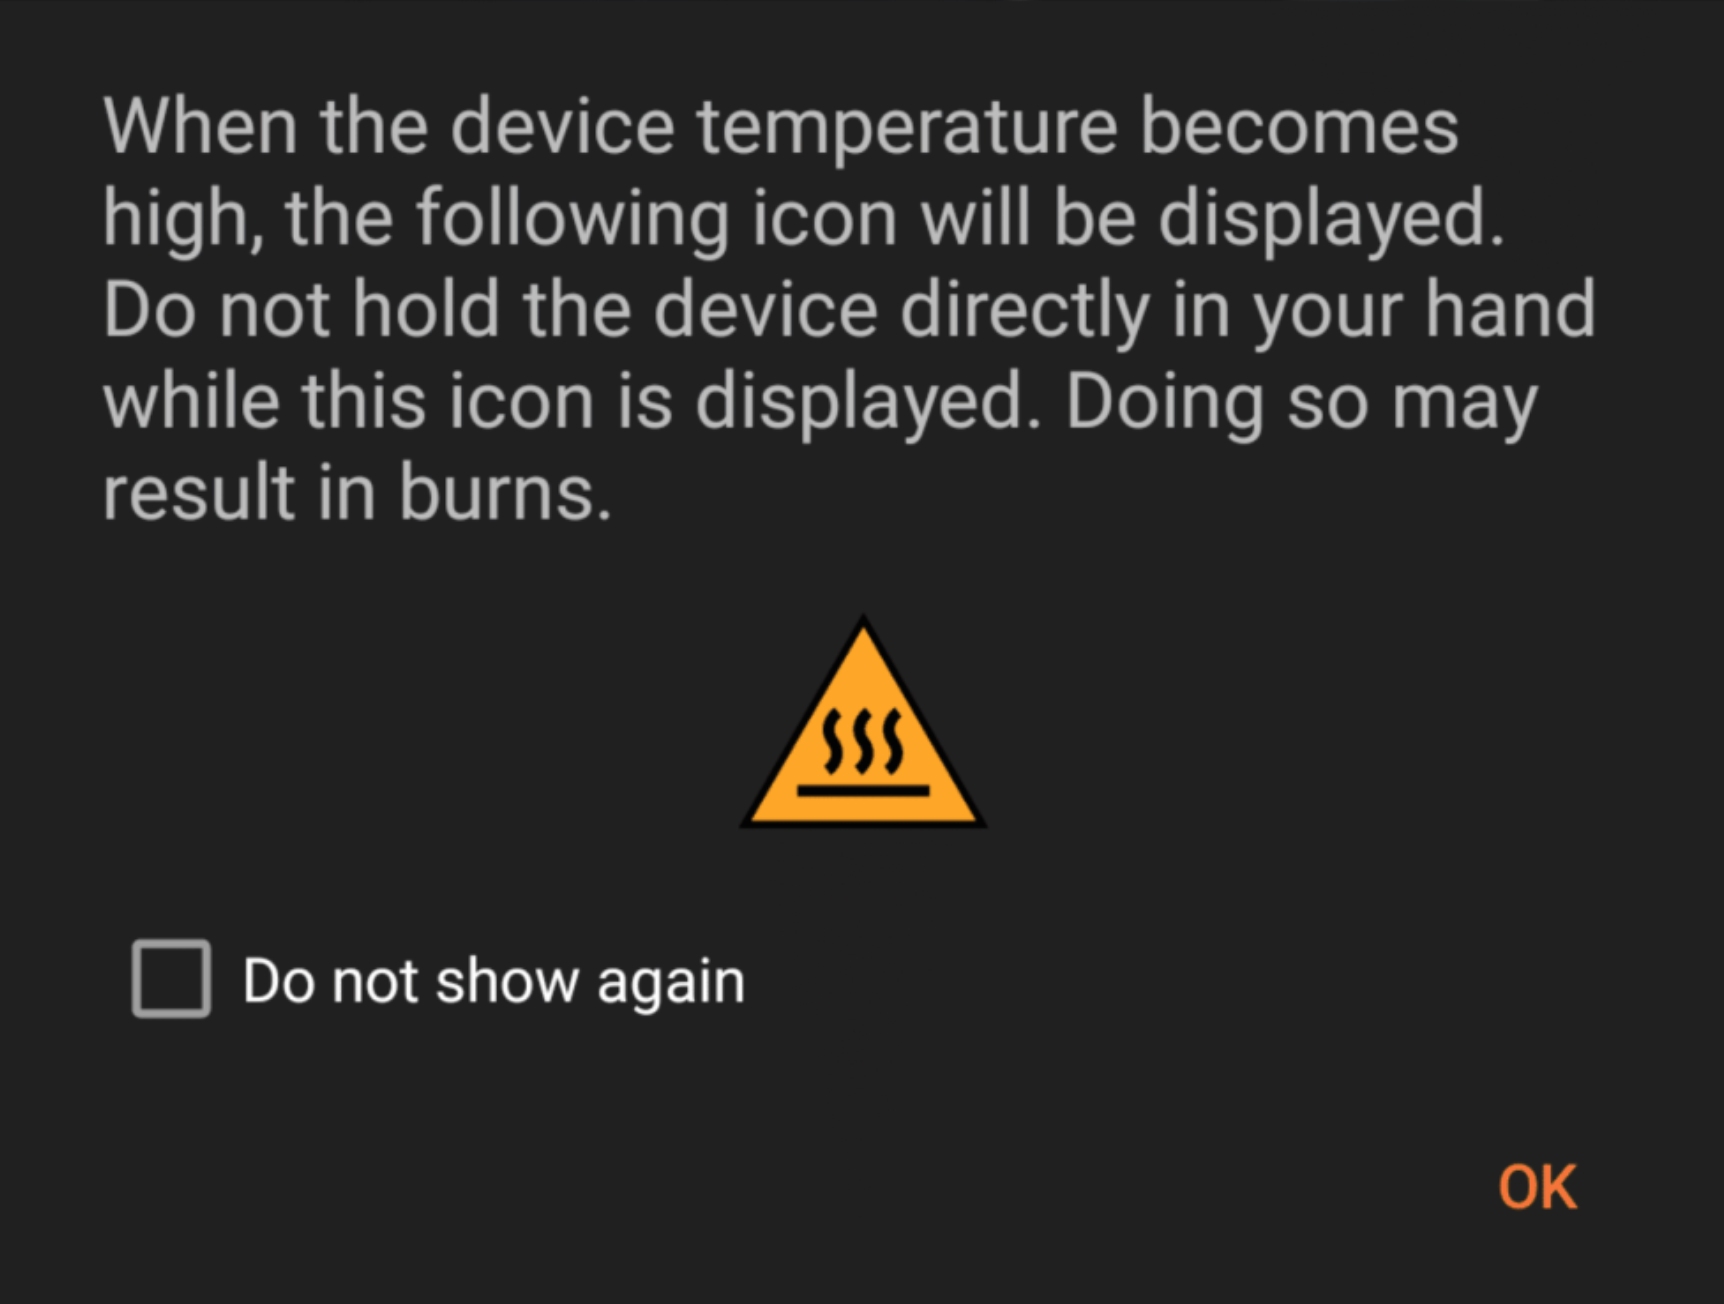 When the device temperature becomes
high, the following icon will be displayed.
Do not hold the device directly in your hand
while this icon is displayed. Doing so may
result in burns.
Do not show again
OK